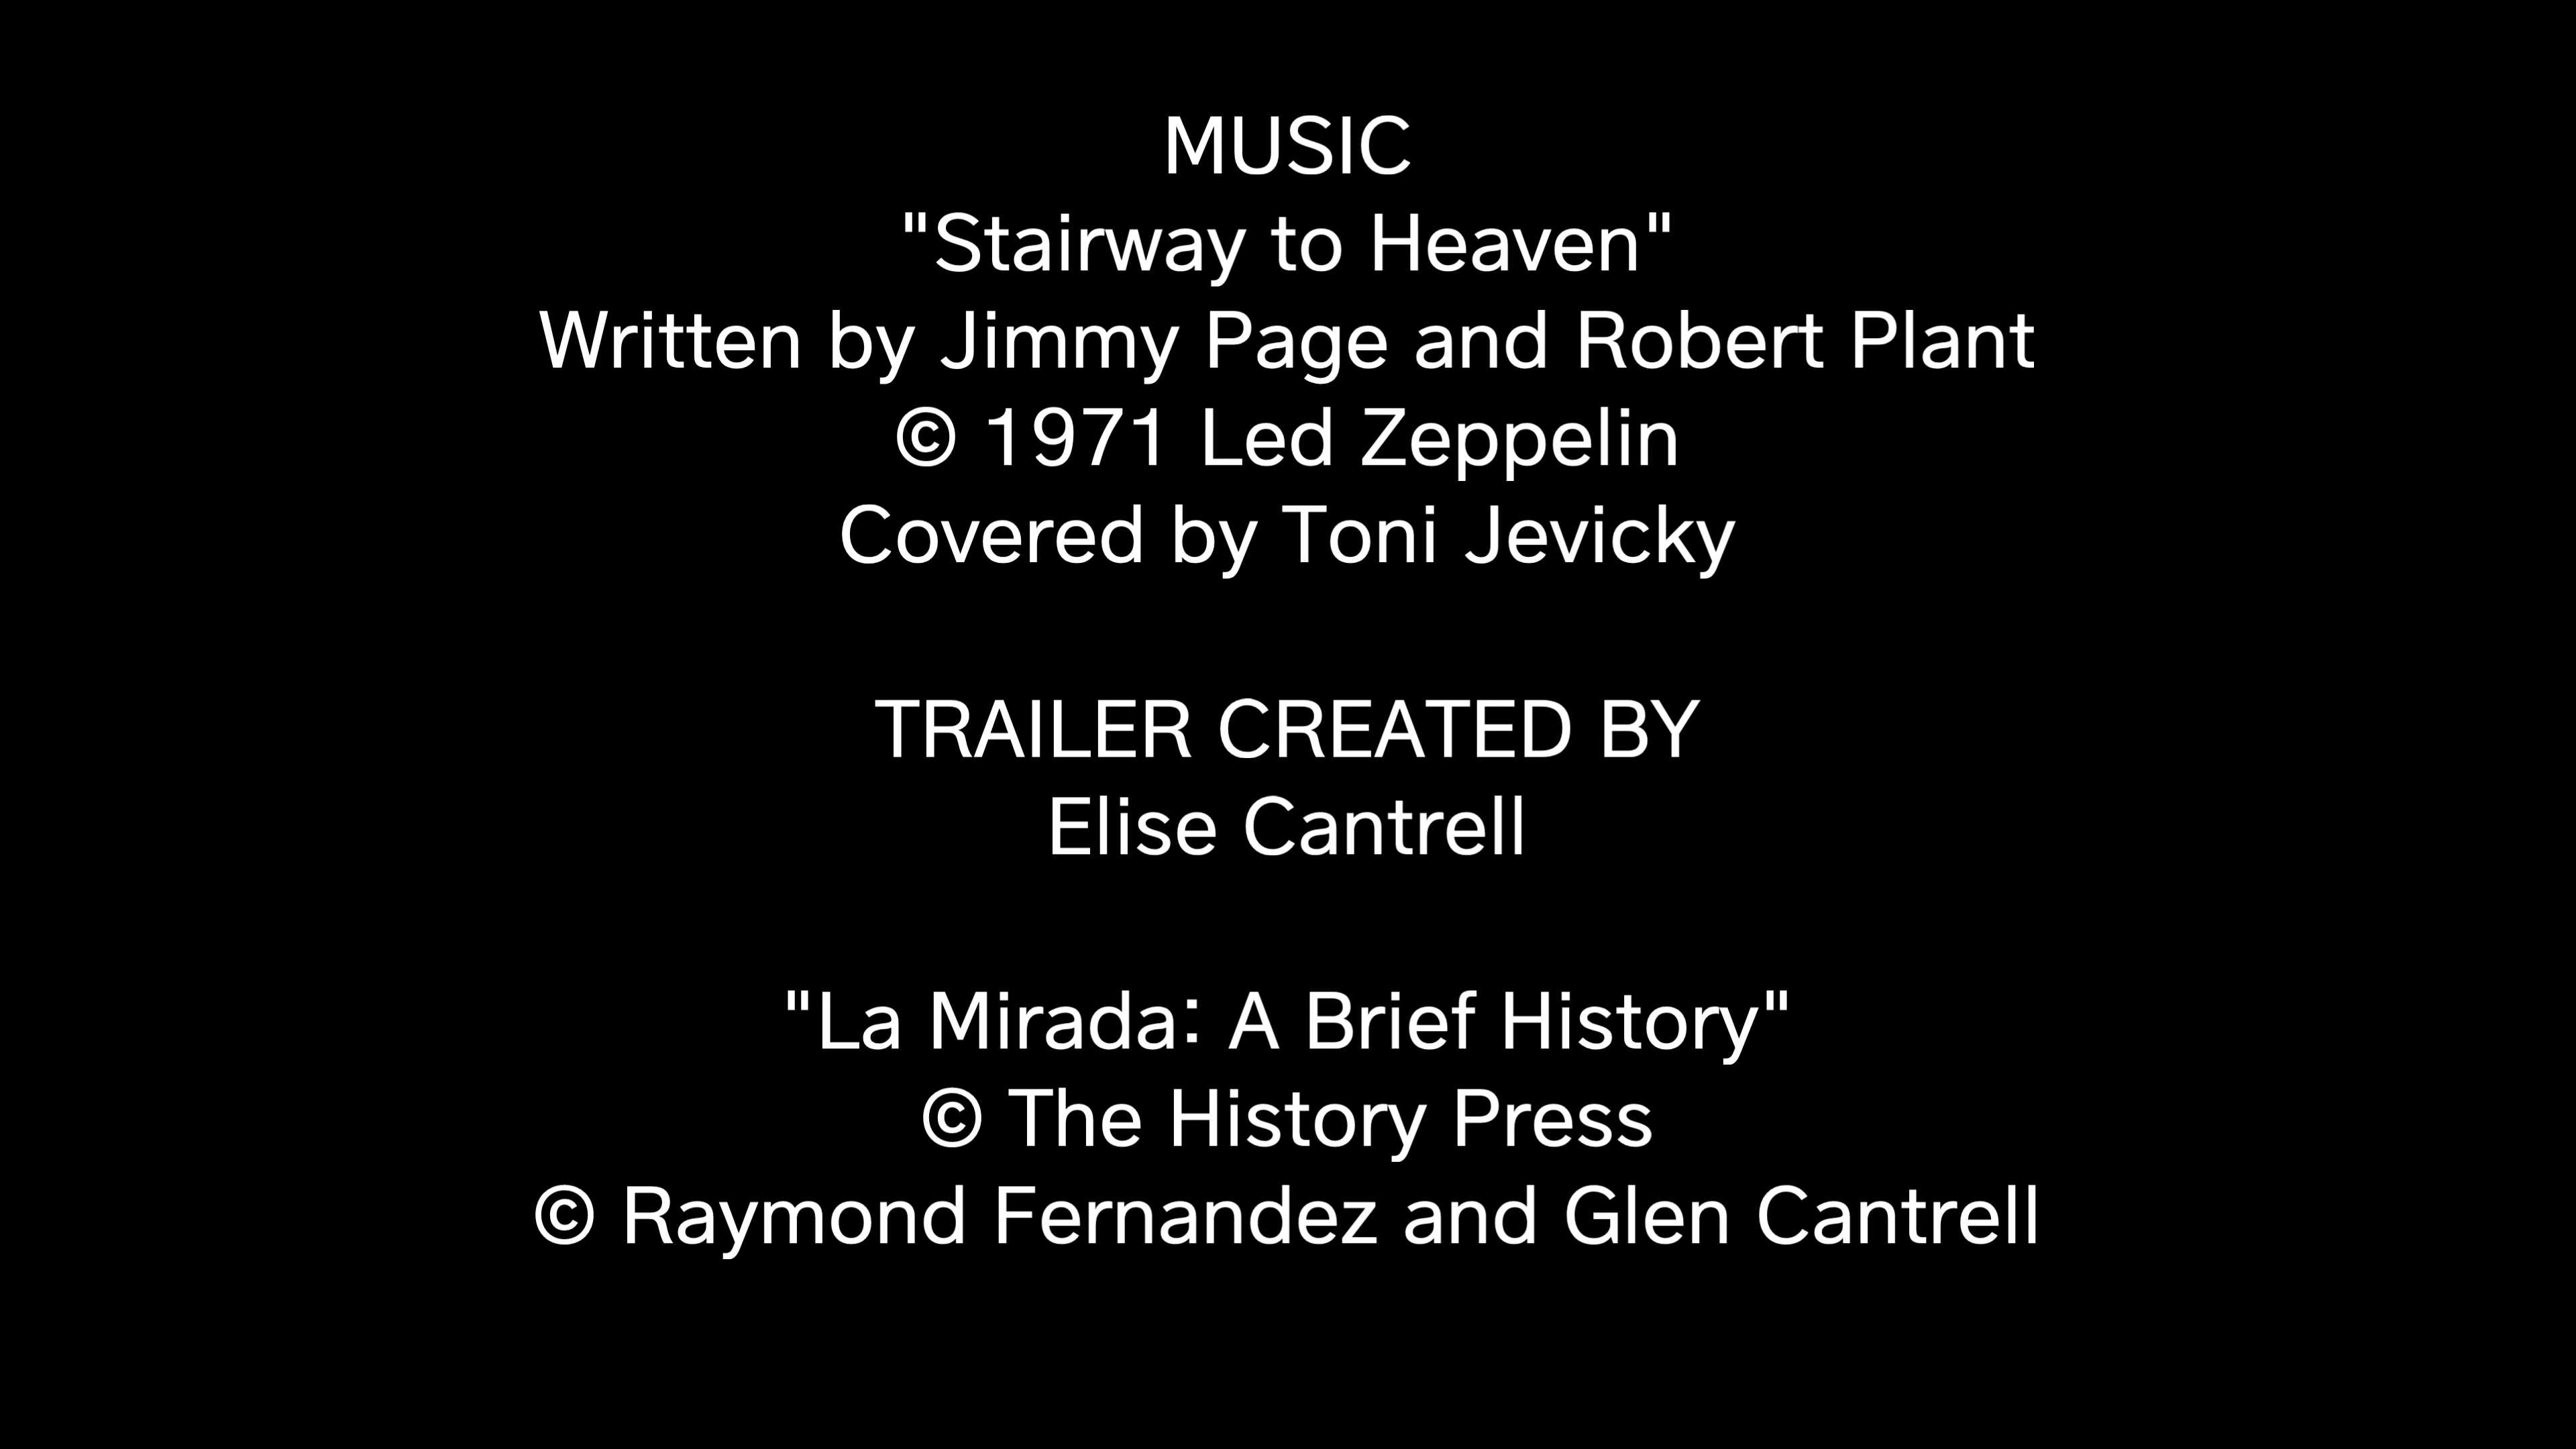 MUSIC
"Stairway to Heaven"
Written by Jimmy Page and Robert Plant
© 1971 Led Zeppelin
Covered by Toni Jevicky
TRAILER CREATED BY
Elise Cantrell
"La Mirada: A Brief History"
© The History Press
© Raymond Fernandez and Glen Cantrell